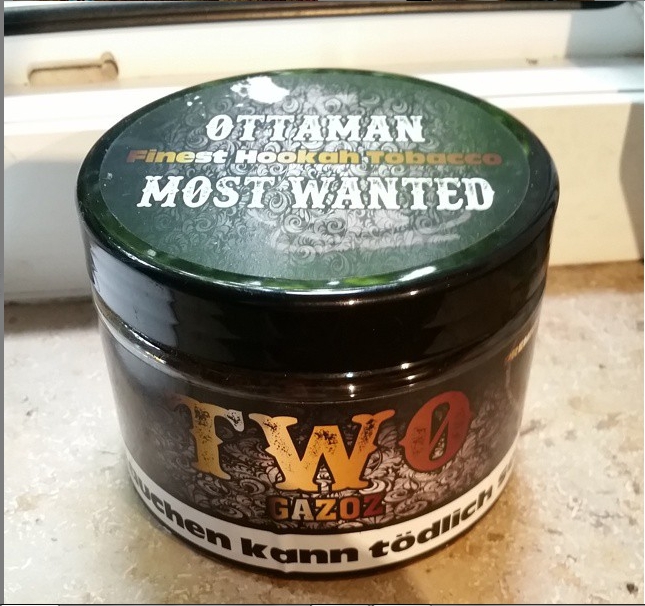 OTTAMAN
Finest Hookah Tobacco
MOST WANTED
TWO
GAZOZ
kann tödlich